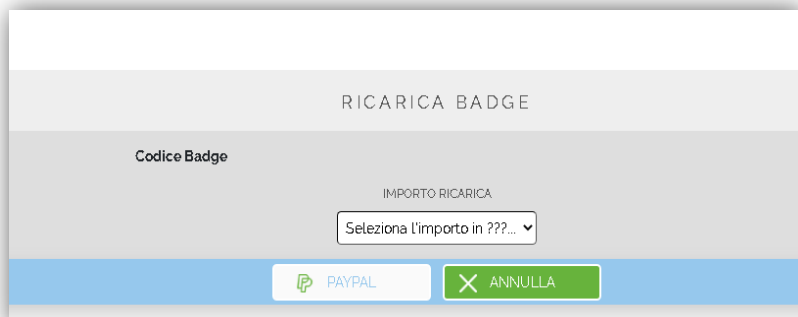 RICARICA BADGE
Codice Badge
IMPORTO RICARICA
Seleziona l'importo in ???...
PAYPAL
ANNULLA